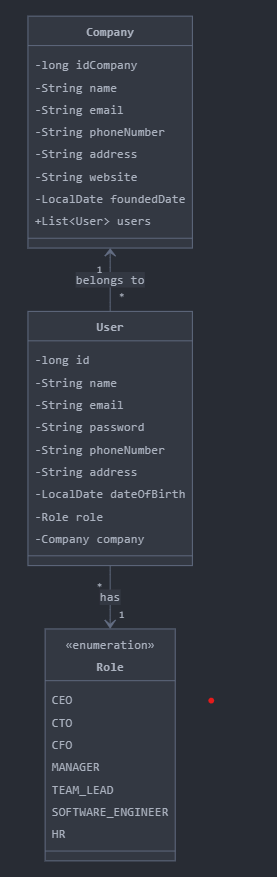 Company
-long idCompany
-String name
-String email
-String phoneNumber
-String address
-String website
-LocalDate foundedDate
+List<User> users
1
belongs to
*
User
-long id
-String name
-String email
-String password
-String phoneNumber
-String address
-LocalDate dateOfBirth
-Role role
-Company company
*
has
1
«enumeration»
Role
CEO
CTO
CFO
MANAGER
TEAM_LEAD
SOFTWARE_ENGINEER
HR